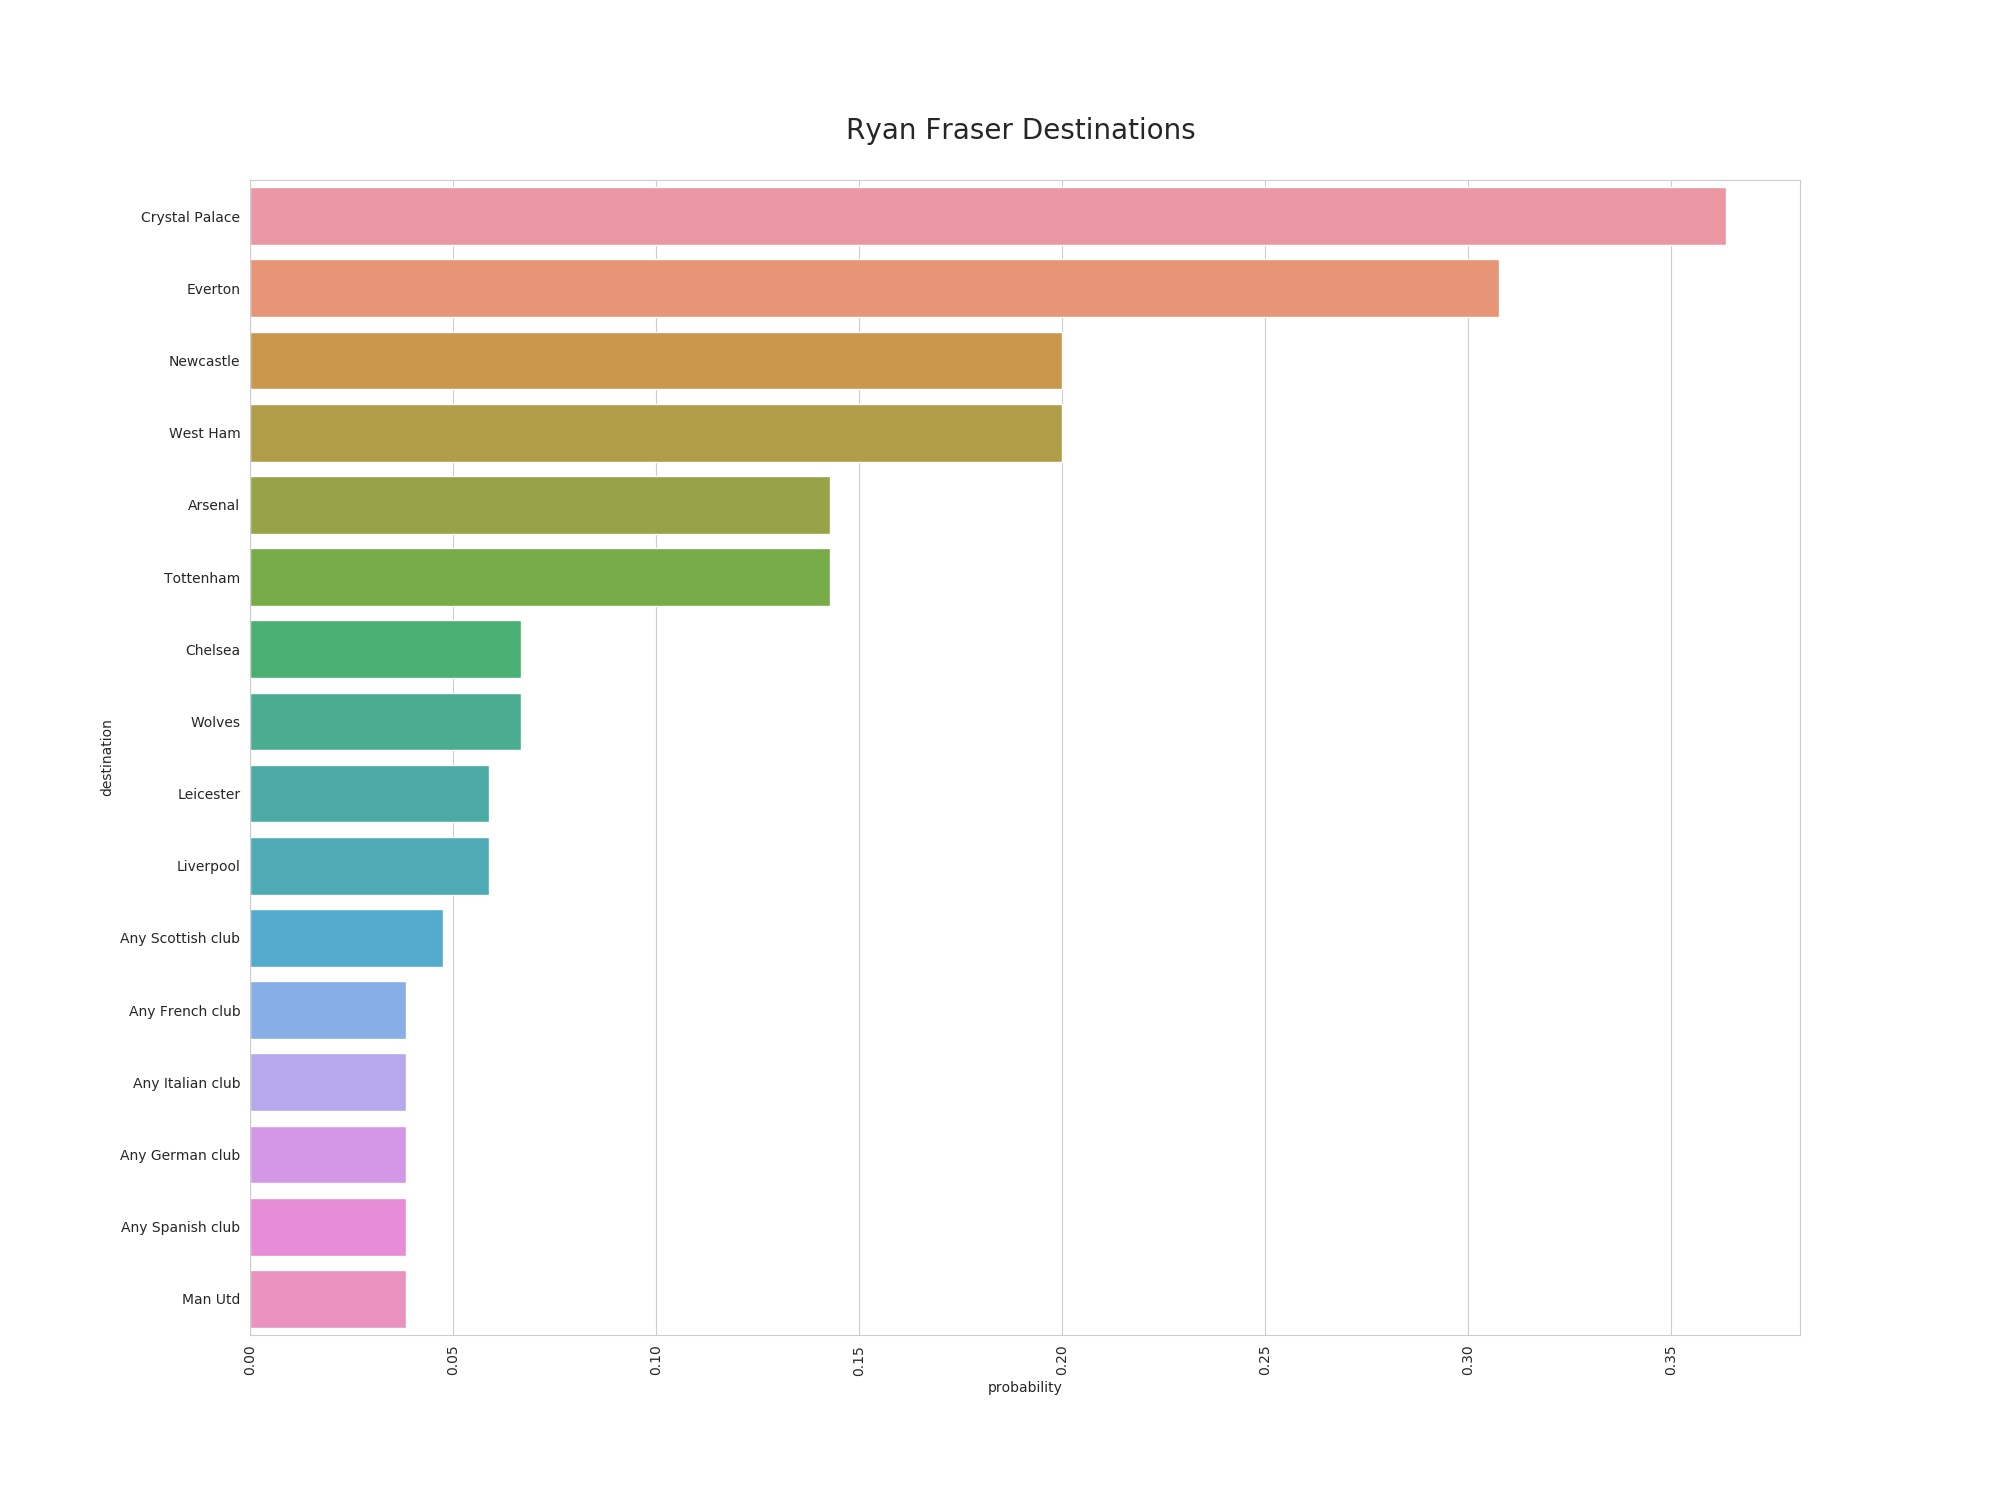 Ryan Fraser Destinations
Crystal Palace
Everton
Newcastle
West Ham
Arsenal
Tottenham
Chelsea
Wolves
Leicester
Liverpool
Any Scottish club
Any French club
Any Italian club
Any German club
Any Spanish club
Man Utd
destination
0.00
0.05
0.10
0.15
0.20
0.25
0.30
0.35
probability